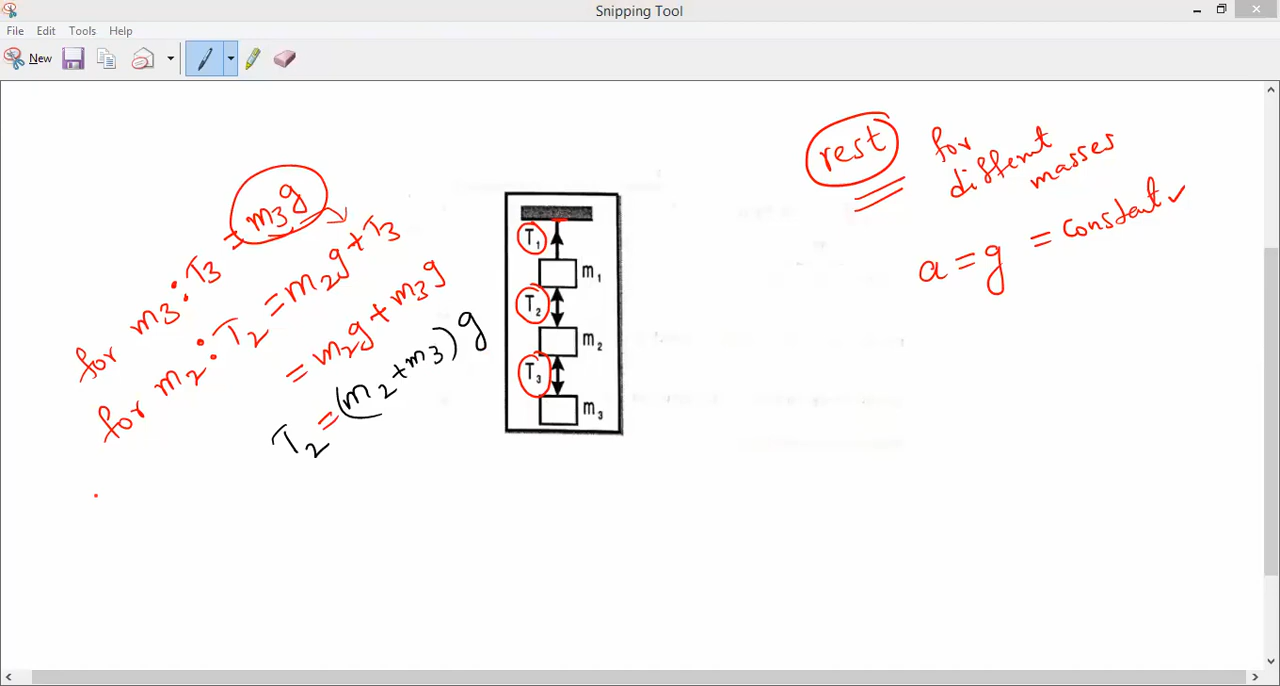 Snipping Tool
File Edit Tools Help
New
for m3 : T3 = m3g
for m2 : T2 = m2g + T3
= m2g + m3g
T2 = (m2 + m3) g
T1
m1
T2
m2
T3
m3
rest
for
different
masses
a = g = constant ✓